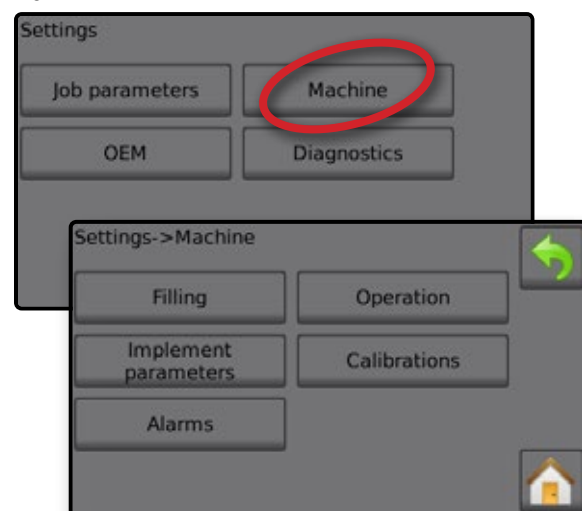 Settings
Job parameters Machine
OEM Diagnostics
Settings->Machine
Filling Operation
Implement
parameters Calibrations
Alarms